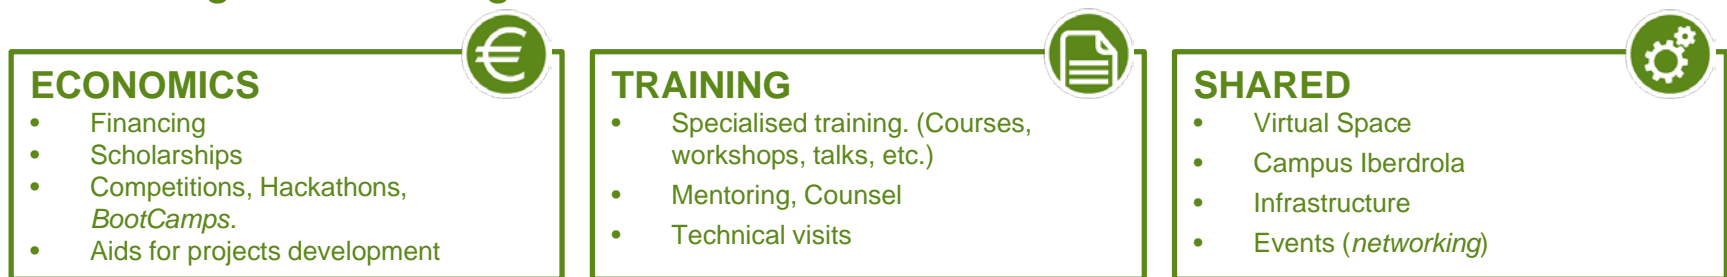 ECONOMICS
• Financing
• Scholarships
• Competitions, Hackathons,
BootCamps.
• Aids for projects development
TRAINING
• Specialised training. (Courses,
workshops, talks, etc.)
• Mentoring, Counsel
• Technical visits
SHARED
• Virtual Space
• Campus Iberdrola
• Infrastructure
• Events (networking)